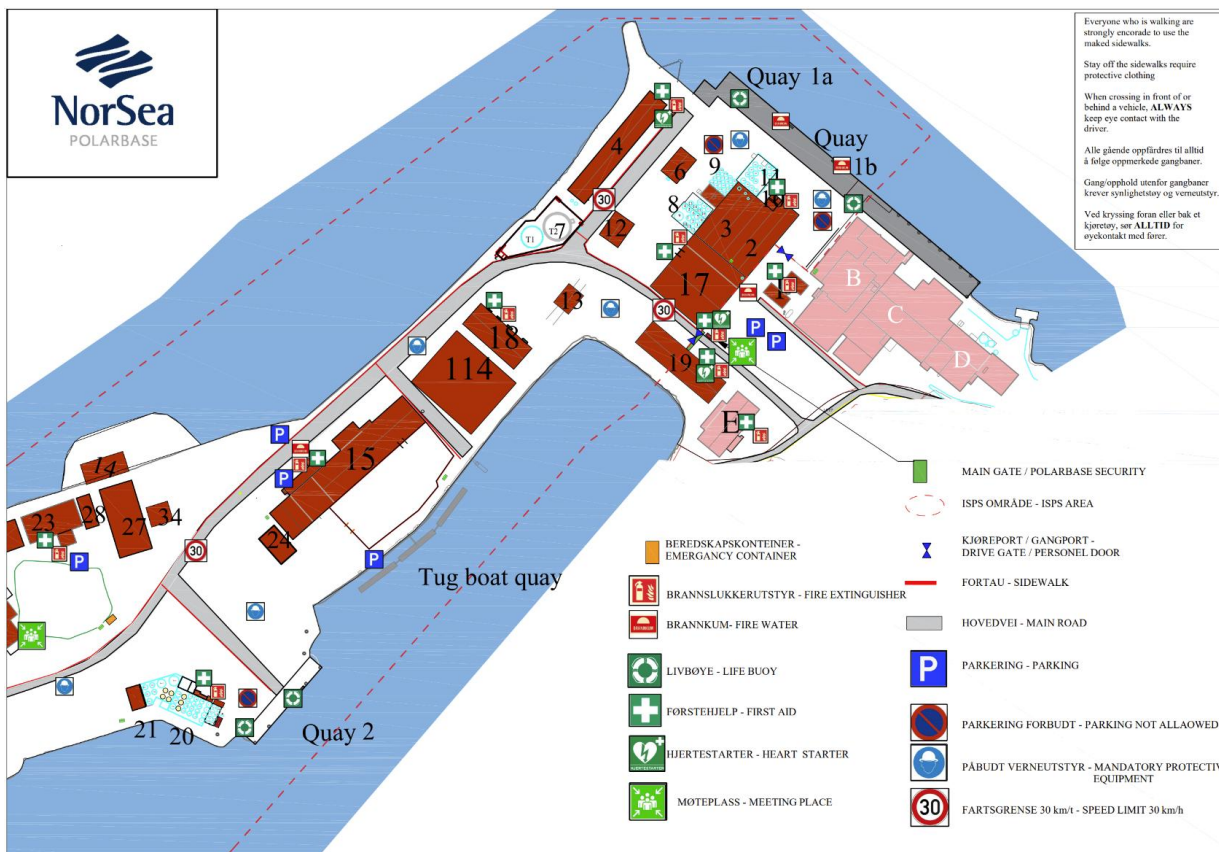 NorSea
POLARBASE
Everyone who is walking are
strongly encorade to use the
maked sidewalks.
Stay off the sidewalks require
protective clothing
When crossing in front of or
behind a vehicle, ALWAYS
keep eye contact with the
driver.
Alle gående oppfärdres til alltid
å følge oppmerkede gangbaner.
Gang/opphold utenfor gangbaner
krever synlighetstøy og verneutstyr.
Ved kryssing foran eller bak et
kjøretøy, sør ALLTID for
øyekontakt med fører.
Quay 1a
Quay
1b
4
6
9
11
10
8
3
2
7
T1
T2
12
30
17
1
B
C
D
13
30
18
114
19
E
P
P
15
P
P
14
23
28
27
34
24
30
P
P
Tug boat quay
21
20
Quay 2
MAIN GATE / POLARBASE SECURITY
ISPS OMRÅDE - ISPS AREA
KJØREPORT / GANGPORT -
DRIVE GATE / PERSONEL DOOR
FORTAU - SIDEWALK
HOVEDVEI - MAIN ROAD
P
PARKERING - PARKING
PARKERING FORBUDT - PARKING NOT ALLAOWED
PÅBUDT VERNEUTSTYR - MANDATORY PROTECTIV
EQUIPMENT
30
FARTSGRENSE 30 km/t - SPEED LIMIT 30 km/h
BEREDSKAPSKONTEINER -
EMERGANCY CONTAINER
BRANNSLUKKERUTSTYR - FIRE EXTINGUISHER
BRANNKUM- FIRE WATER
LIVBØYE - LIFE BUOY
FØRSTEHJELP - FIRST AID
HJERTESTARTER
HJERTESTARTER - HEART STARTER
MØTEPLASS - MEETING PLACE